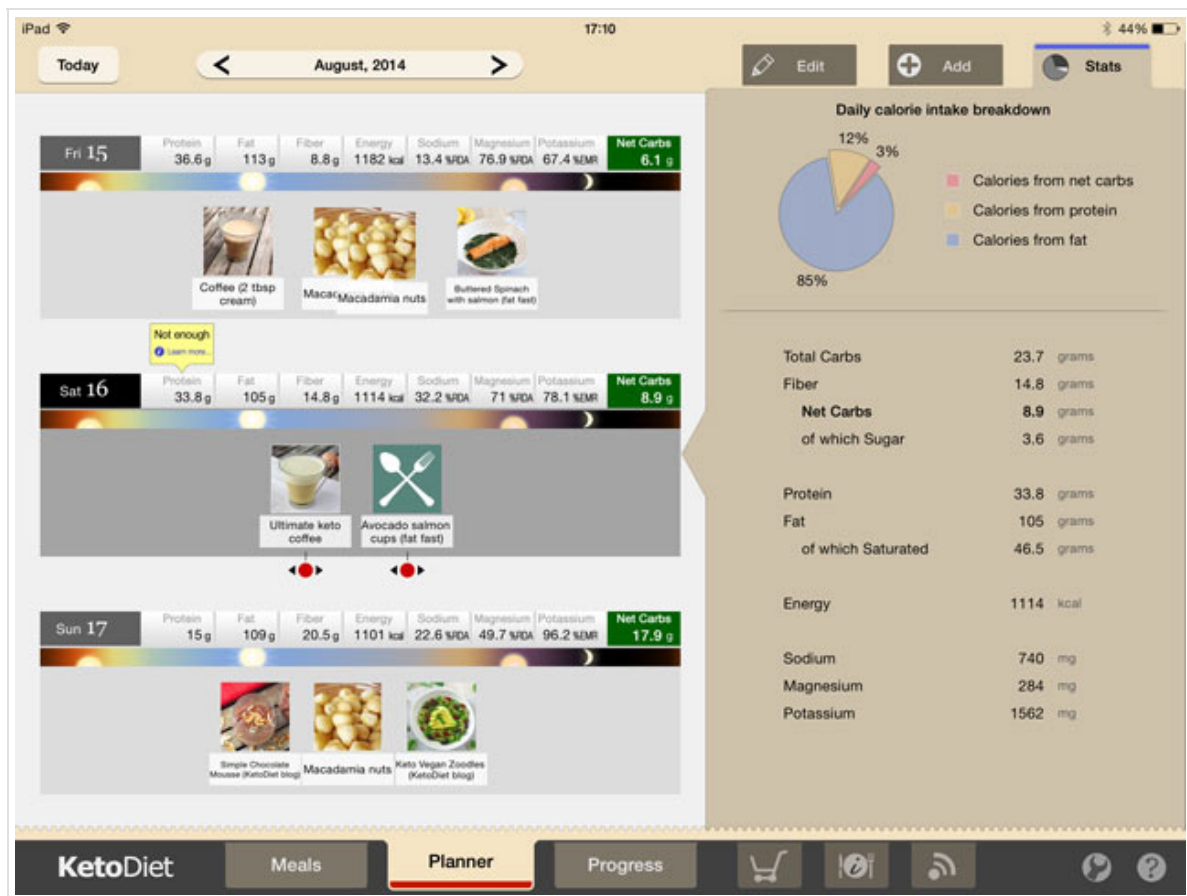 iPad 17:10 44%
Today < August, 2014 > Edit Add Stats
Fri 15
Protein Fat Fiber Energy Sodium Magnesium Potassium Net Carbs
36.6 g 113 g 8.8 g 1182 kcal 13.4 %RDA 76.9 %RDA 67.4 %EMR 6.1 g
Coffee (2 tbsp
cream)
Macac
Macadamia nuts
Buttered Spinach
with salmon (fat fast)
Not enough
Learn more...
Sat 16
Protein Fat Fiber Energy Sodium Magnesium Potassium Net Carbs
33.8 g 105 g 14.8 g 1114 kcal 32.2 %RDA 71 %RDA 78.1 %EMR 8.9 g
Ultimate keto
coffee
Avocado salmon
cups (fat fast)
Sun 17
Protein Fat Fiber Energy Sodium Magnesium Potassium Net Carbs
15 g 109 g 20.5 g 1101 kcal 22.6 %RDA 49.7 %RDA 96.2 %EMR 17.9 g
Simple Chocolate
Mousse (KetoDiet blog)
Macadamia nuts
Keto Vegan Zoodles
(KetoDiet blog)
Daily calorie intake breakdown
12%
3%
85%
Calories from net carbs
Calories from protein
Calories from fat
Total Carbs 23.7 grams
Fiber 14.8 grams
Net Carbs 8.9 grams
of which Sugar 3.6 grams
Protein 33.8 grams
Fat 105 grams
of which Saturated 46.5 grams
Energy 1114 kcal
Sodium 740 mg
Magnesium 284 mg
Potassium 1562 mg
KetoDiet Meals Planner Progress ?